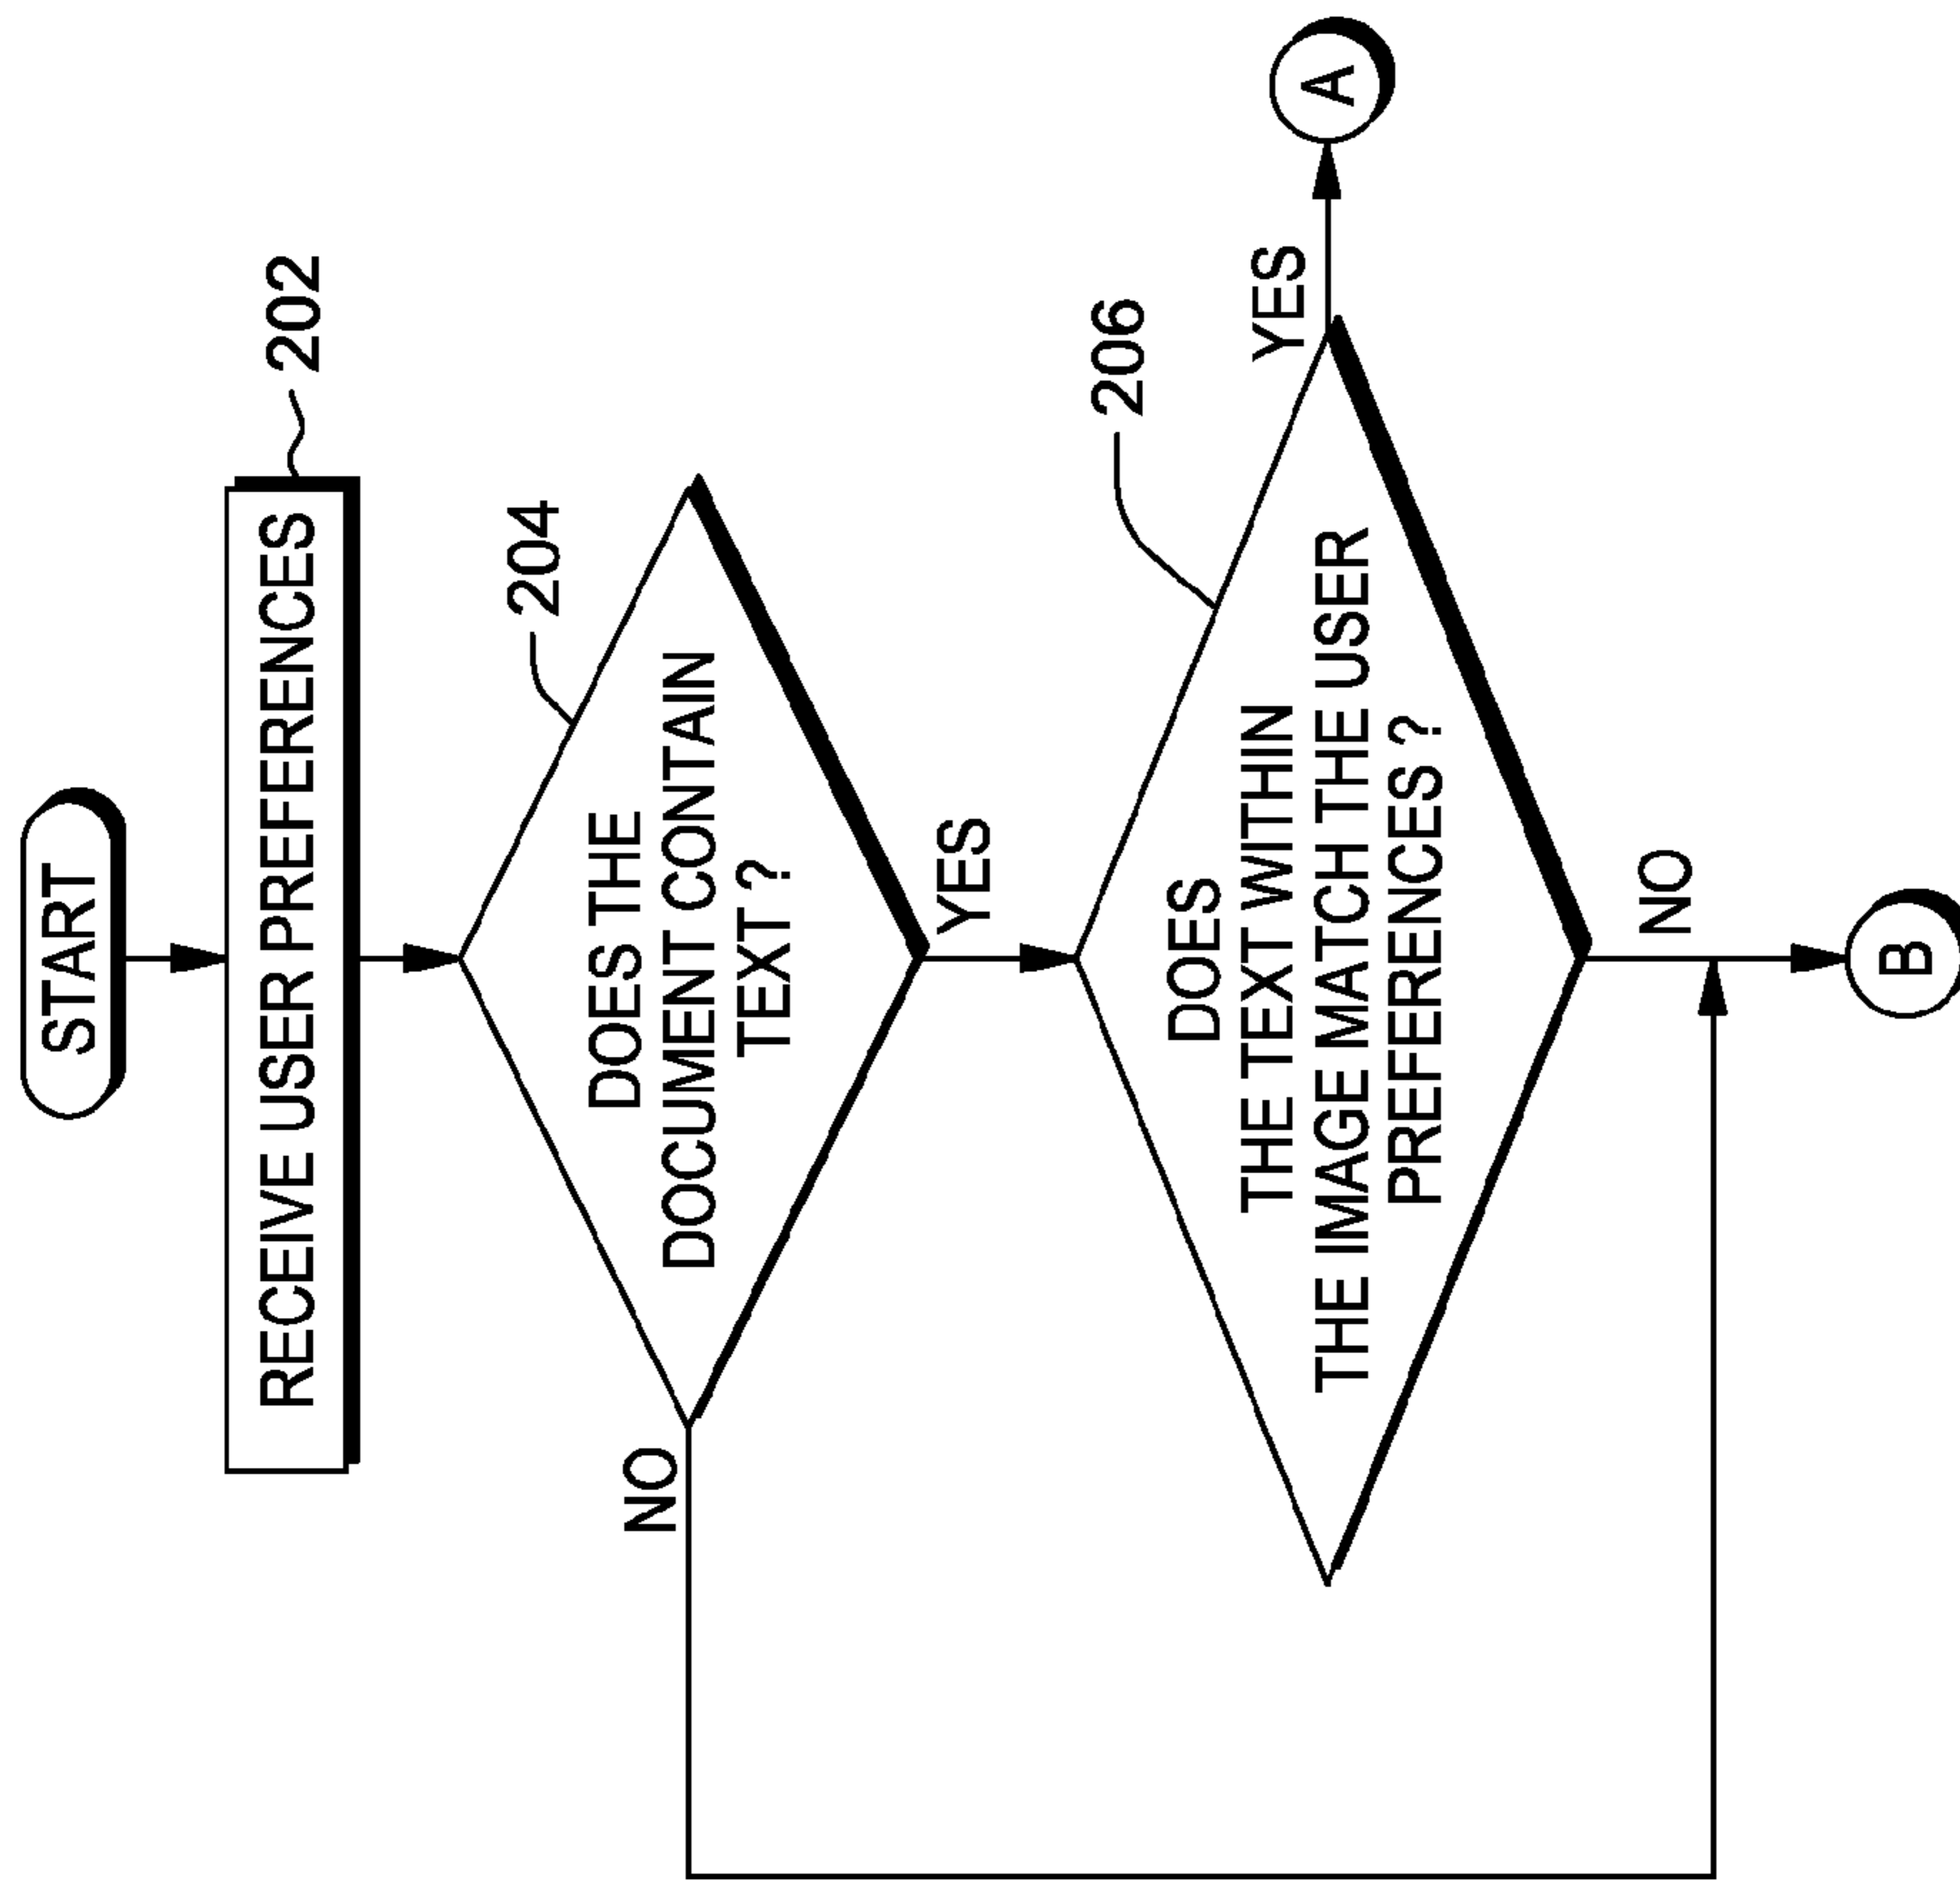 START
RECEIVE USER PREFERENCES
202
204
DOES THE
DOCUMENT CONTAIN
TEXT ?
NO
YES
206
DOES
THE TEXT WITHIN
THE IMAGE MATCH THE USER
PREFERENCES ?
YES
A
NO
B